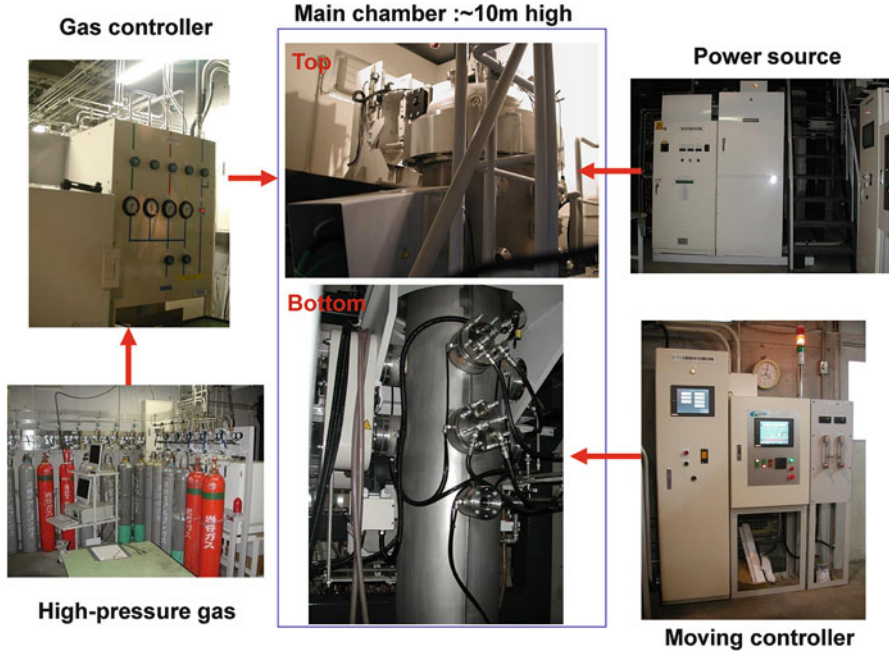 Main chamber :~10m high
Gas controller
Power source
Top
Bottom
High-pressure gas
Moving controller